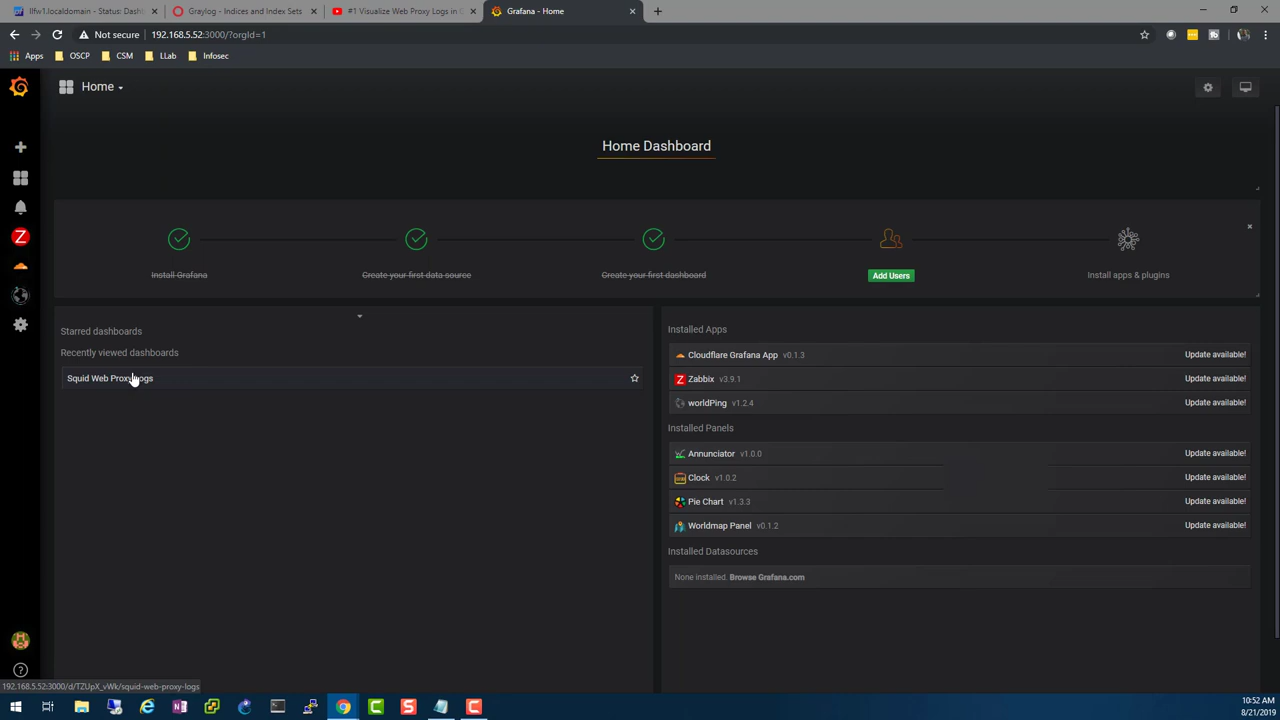 llfw1.localdomain - Status: Dash
Graylog - Indices and Index Sets
#1 Visualize Web Proxy Logs in G
Grafana - Home
Not secure
192.168.5.52:3000/?orgId=1
Apps
OSCP
CSM
LLab
Infosec
Home
Home Dashboard
Install Grafana
Create your first data source
Create your first dashboard
Add Users
Install apps & plugins
Starred dashboards
Recently viewed dashboards
Squid Web Proxy Logs
Installed Apps
Cloudflare Grafana App v0.1.3 Update available!
Zabbix v3.9.1 Update available!
worldPing v1.2.4 Update available!
Installed Panels
Annunciator v1.0.0 Update available!
Clock v1.0.2 Update available!
Pie Chart v1.3.3 Update available!
Worldmap Panel v0.1.2 Update available!
Installed Datasources
None installed. Browse Grafana.com
192.168.5.52:3000/d/TZUpX_vWk/squid-web-proxy-logs
10:52 AM
8/21/2019